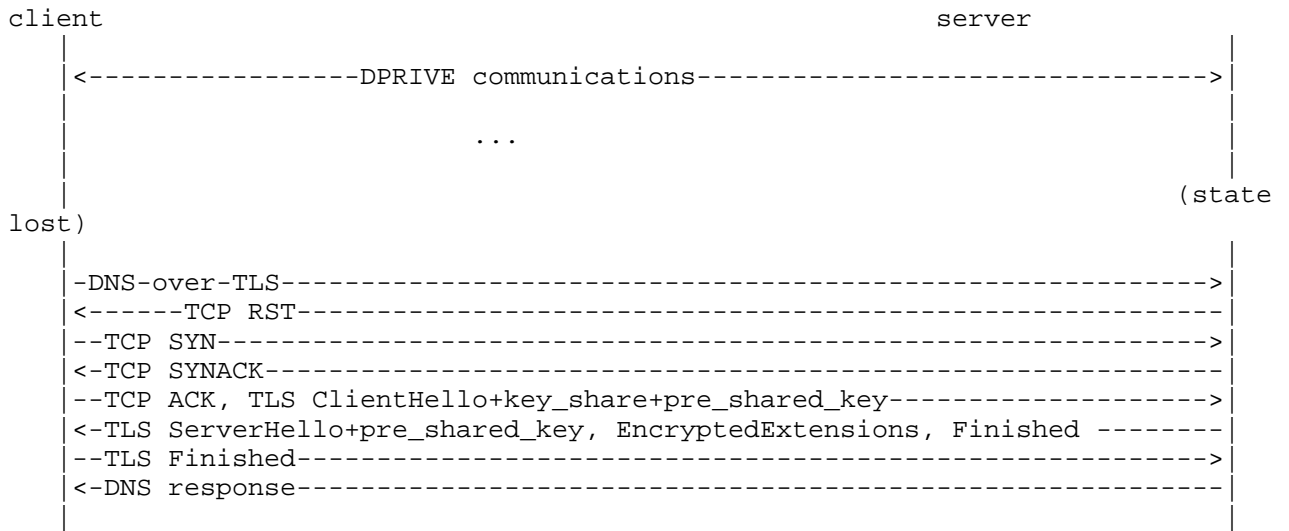 client                                                    server
    |                                                                        |
    |<-----------------DPRIVE communications-------------------------------->|
    |                                                                        |
    |                         ...                                            |
    |                                                                        |
    |                                                                     (state
lost)
    |                                                                        |
    |-DNS-over-TLS---------------------------------------------------------->|
    |<------TCP RST----------------------------------------------------------|
    |--TCP SYN-------------------------------------------------------------->|
    |<-TCP SYNACK------------------------------------------------------------|
    |--TCP ACK, TLS ClientHello+key_share+pre_shared_key-------------------->|
    |<-TLS ServerHello+pre_shared_key, EncryptedExtensions, Finished --------|
    |--TLS Finished--------------------------------------------------------->|
    |<-DNS response----------------------------------------------------------|
    |                                                                        |